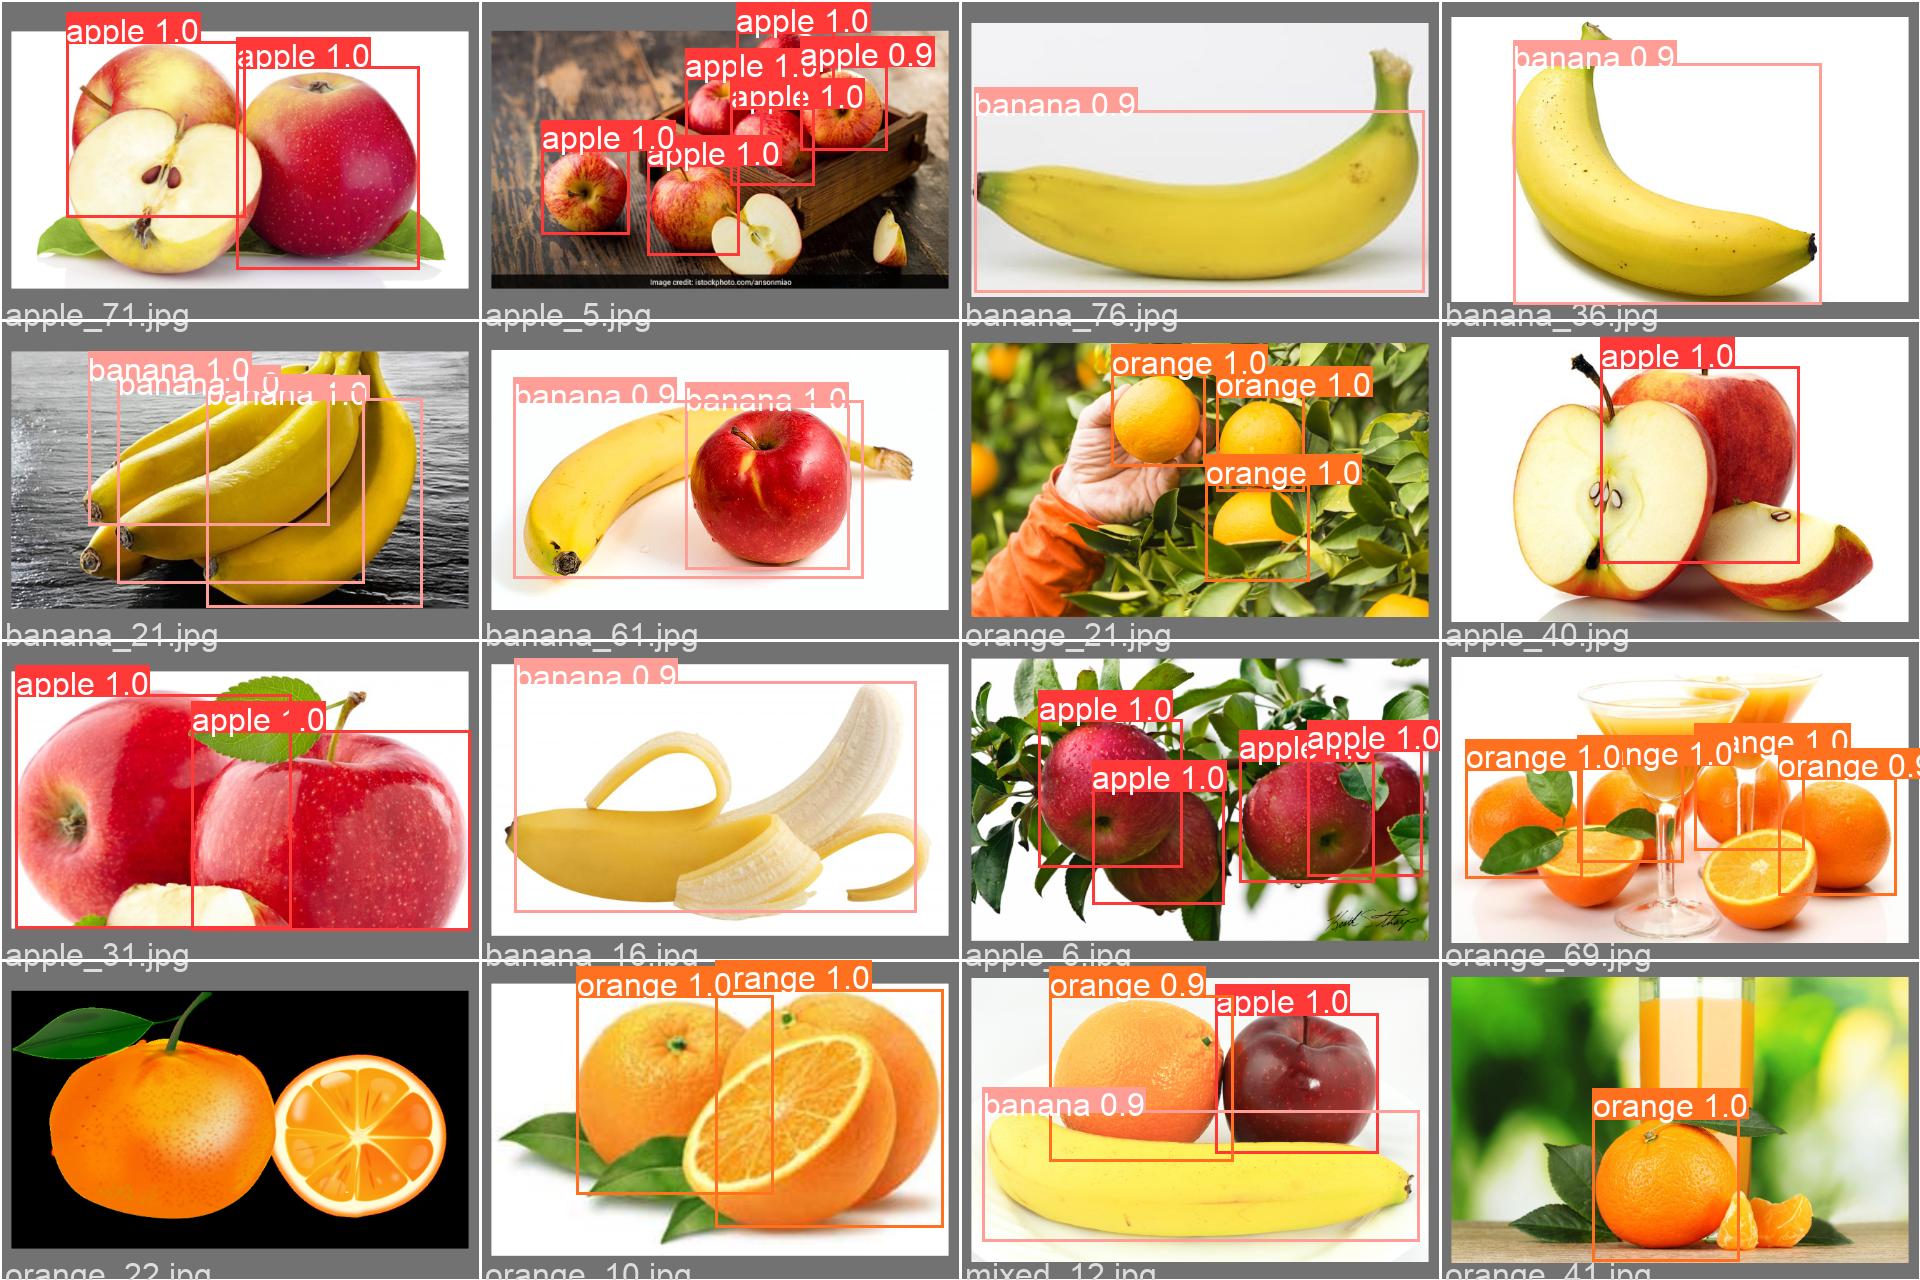 apple 1.0
apple 1.0
apple_71.jpg
apple 1.0
apple 1.0
apple 0.9
apple 1.0
apple 1.0
apple 1.0
Image credit: istockphoto.com/ansonmiao
apple_5.jpg
banana 0.9
banana_76.jpg
banana 0.9
banana_36.jpg
banana 1.0
banana 1.0
banana 1.0
banana_21.jpg
banana 0.9
banana 1.0
banana_61.jpg
orange 1.0
orange 1.0
orange 1.0
orange_21.jpg
apple 1.0
apple_40.jpg
apple 1.0
apple 1.0
apple_31.jpg
banana 0.9
banana_16.jpg
apple 1.0
apple 1.0
apple 1.0
apple 1.0
apple_6.jpg
orange 1.0
nge 1.0
ange 1.0
orange 0.9
orange_69.jpg
orange_22.jpg
orange 1.0
orange 1.0
orange_10.jpg
orange 0.9
apple 1.0
banana 0.9
mixed_12.jpg
orange 1.0
orange_41.jpg